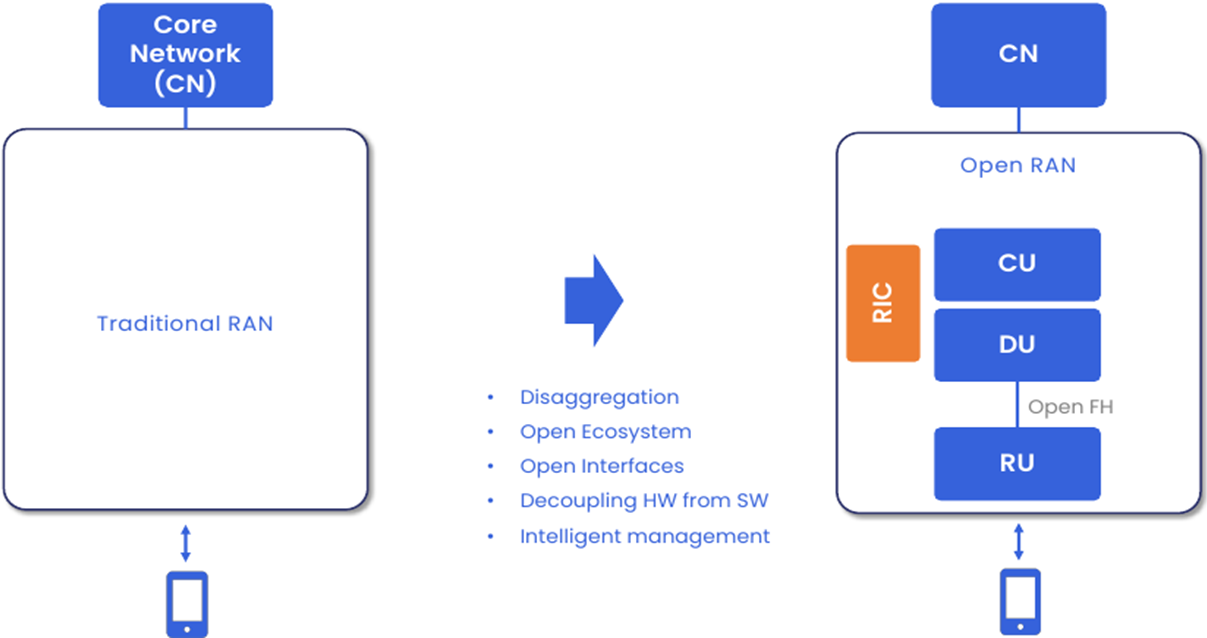 Core
Network
(CN)
Traditional RAN
• Disaggregation
• Open Ecosystem
• Open Interfaces
• Decoupling HW from SW
• Intelligent management
CN
Open RAN
RIC
CU
DU
Open FH
RU